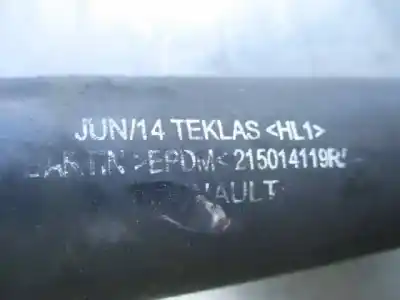 JUN/14 TEKLAS <HL1>
>EPDM< 215014119R